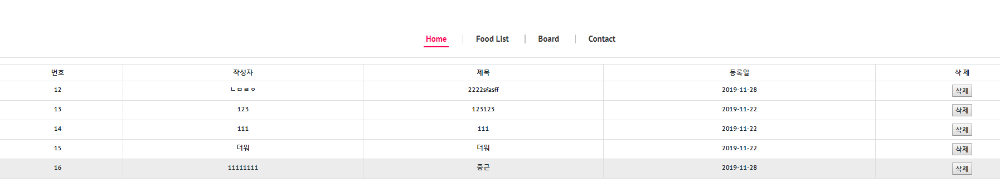 Home Food List Board Contact
번호 작성자 제목 등록일 삭 제
12 ㄴㅁㄹㅇ 2222sfasff 2019-11-28 삭제
13 123 123123 2019-11-22 삭제
14 111 111 2019-11-22 삭제
15 더워 더워 2019-11-22 삭제
16 11111111 중근 2019-11-28 삭제